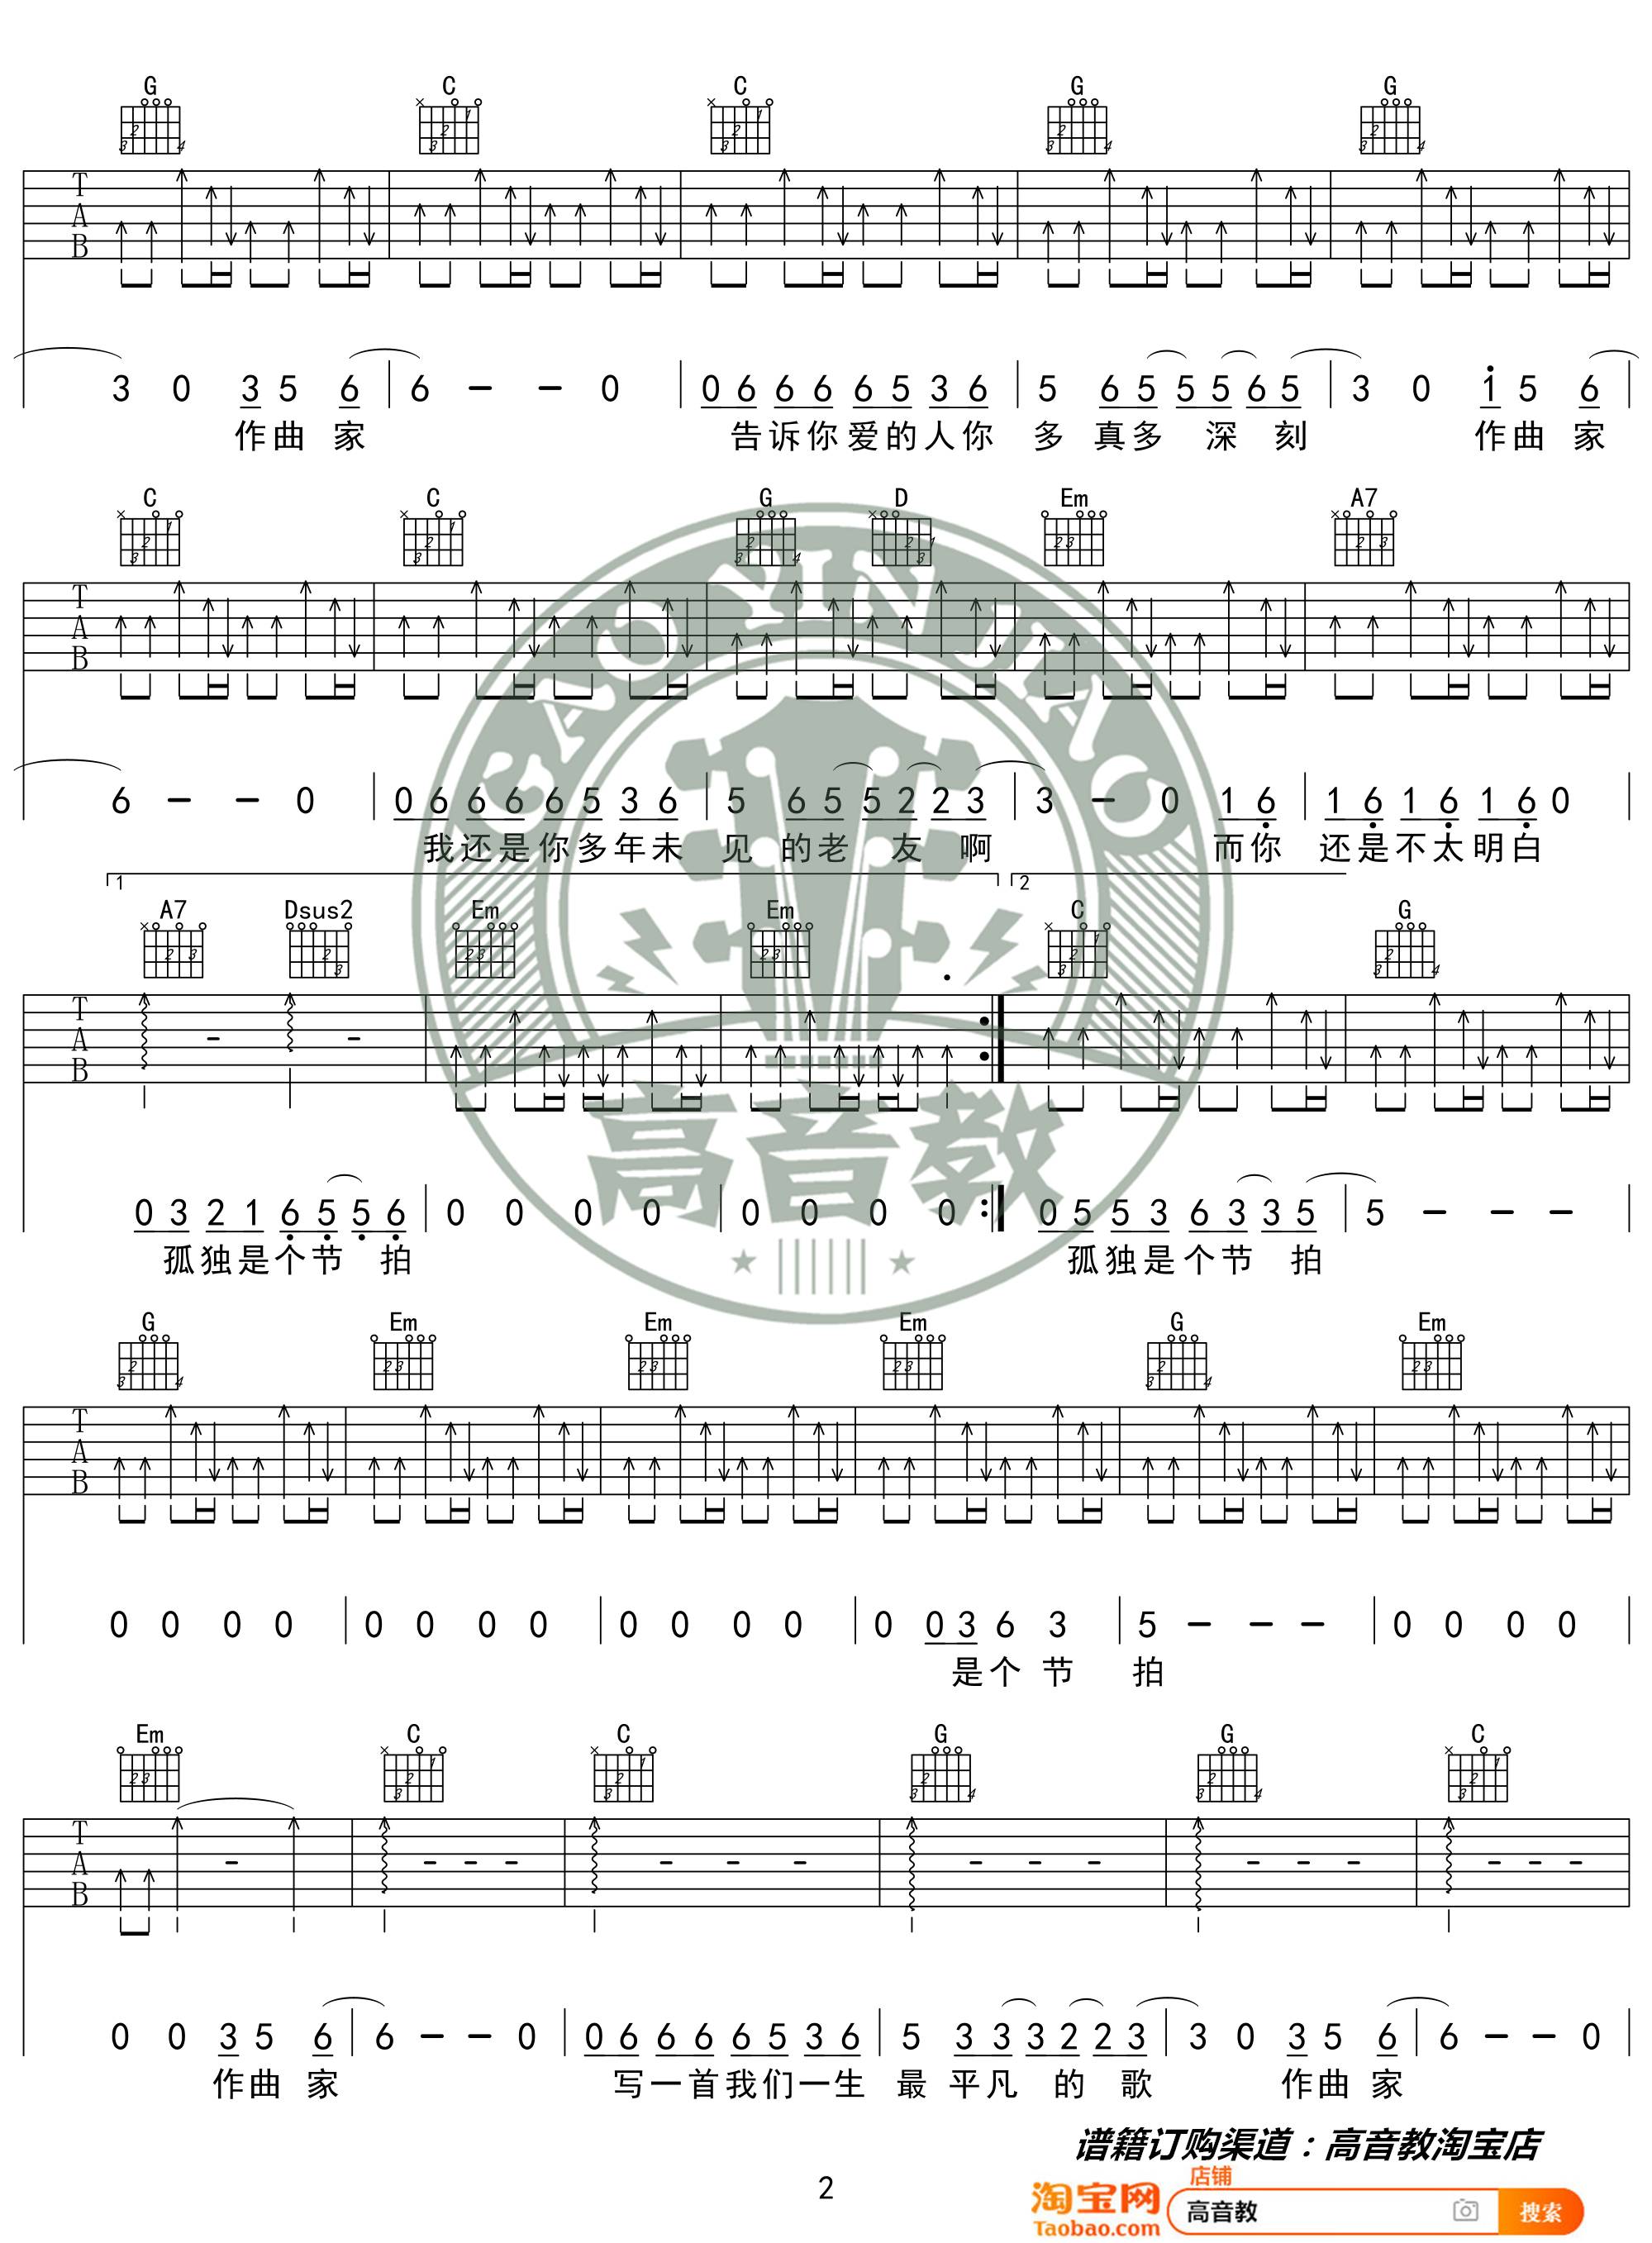 G C C G G
T
A
B
3 0 3 5 6 | 6 - - 0 | 0 6 6 6 6 5 3 6 | 5 6 5 5 5 6 5 | 3 0 1 5 6 |
作曲 家 告诉你爱的人你 多 真多 深 刻 作曲家
C C G D Em A7
T
A
B
6 - - 0 | 0 6 6 6 6 5 3 6 | 5 6 5 5 2 2 3 | 3 - 0 1 6 | 1 6 1 6 1 6 0 |
我还是你多年未 见 的老 友 啊 而你 还是不太明白
1 2
A7 Dsus2 Em Em C G
T
A
B
0 3 2 1 6 5 5 6 | 0 0 0 0 | 0 0 0 0 :| 0 5 5 3 6 3 3 5 | 5 - - - |
孤独是个节 拍 孤独是个节 拍
G Em Em Em G Em
T
A
B
0 0 0 0 | 0 0 0 0 | 0 0 0 0 | 0 0 3 6 3 | 5 - - - | 0 0 0 0 |
是个 节 拍
Em C C G G C
T
A
B
0 0 3 5 6 | 6 - - 0 | 0 6 6 6 6 5 3 6 | 5 3 3 3 2 2 3 | 3 0 3 5 6 | 6 - - 0
作曲 家 写一首我们一生 最 平凡 的 歌 作曲 家
GAO YIN JIAO
高音教
谱籍订购渠道：高音教淘宝店
2
店铺
淘宝网 高音教 搜索
Taobao.com